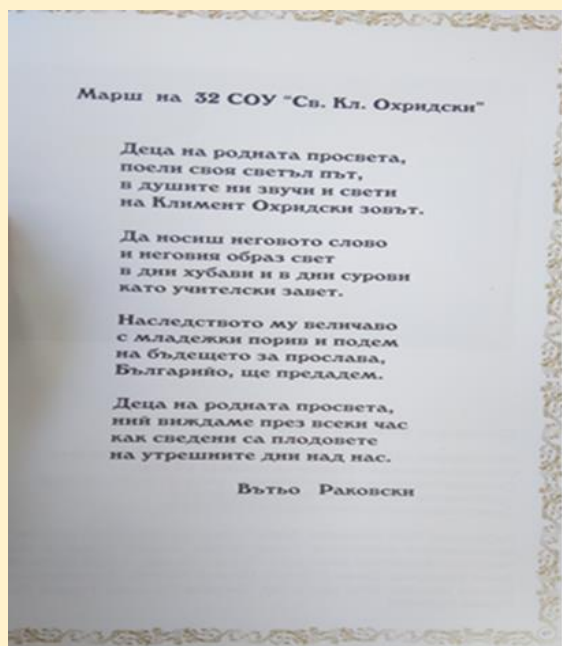 Марш на 32 СОУ "Св. Кл. Охридски"
Деца на родната просвета,
поели своя светъл път,
в душите ни звучи и свети
на Климент Охридски зовът.
Да носиш неговото слово
и неговия образ свет
в дни хубави и в дни сурови
като учителски завет.
Наследството му величаво
с младежки порив и подем
на бъдещето за прослава,
Българийо, ще предадем.
Деца на родната просвета,
ний виждаме през всеки час
как сведени са плодовете
на утрешните дни над нас.
Вътьо Раковски